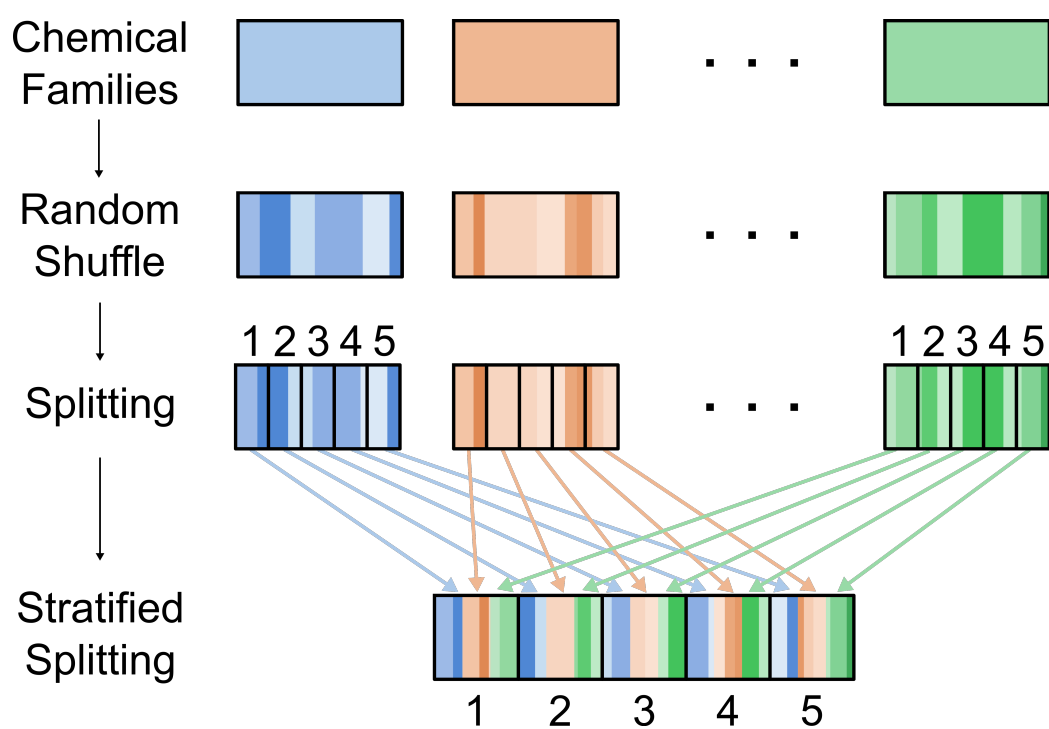 Chemical
Families
. . .
Random
Shuffle
. . .
1 2 3 4 5
1 2 3 4 5
Splitting
. . .
Stratified
Splitting
1 2 3 4 5